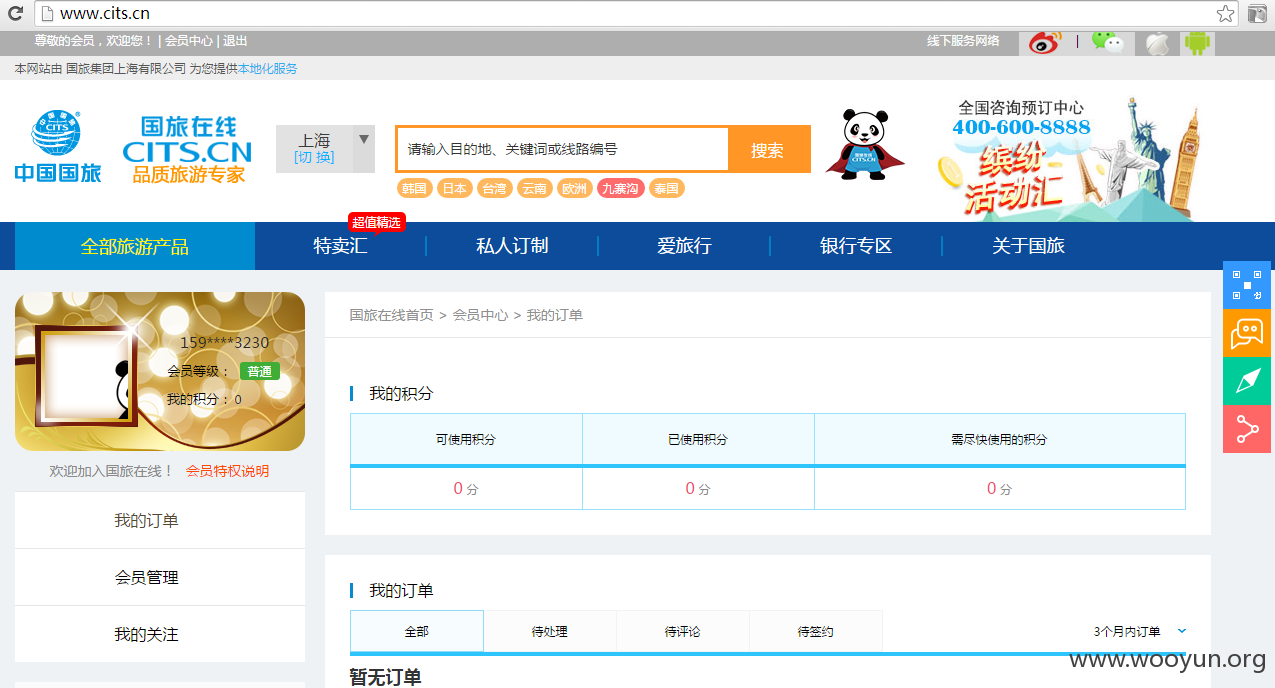 www.cits.cn
尊敬的会员，欢迎您！ | 会员中心 | 退出
线下服务网络
本网站由 国旅集团上海有限公司 为您提供本地化服务
CITS
中国国旅
国旅在线
CITS.CN
品质旅游专家
上海
[切 换]
请输入目的地、关键词或线路编号
搜索
韩国 日本 台湾 云南 欧洲 九寨沟 泰国
国旅在线
CITS.CN
全国咨询预订中心
400-600-8888
缤纷
活动汇
超值精选
全部旅游产品 特卖汇 私人订制 爱旅行 银行专区 关于国旅
159****3230
会员等级： 普通
我的积分：0
欢迎加入国旅在线！ 会员特权说明
我的订单
会员管理
我的关注
国旅在线首页 > 会员中心 > 我的订单
我的积分
可使用积分 已使用积分 需尽快使用的积分
0 分 0 分 0 分
我的订单
全部 待处理 待评论 待签约 3个月内订单
暂无订单
www.wooyun.org